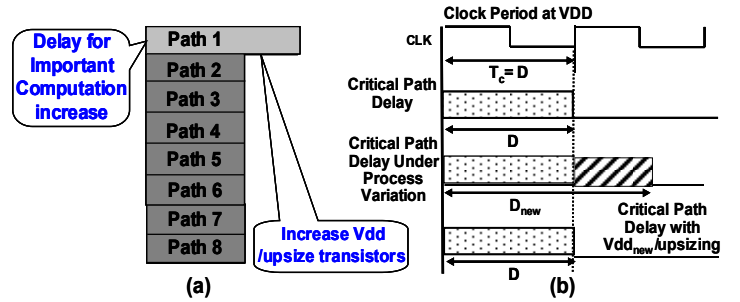 Delay for
Important
Computation
increase
Path 1
Path 2
Path 3
Path 4
Path 5
Path 6
Path 7
Path 8
Increase Vdd
/upsize transistors
(a)
Clock Period at VDD
CLK
Tc= D
Critical Path
Delay
D
Critical Path
Delay Under
Process
Variation
Dnew
Critical Path
Delay with
Vddnew/upsizing
D
(b)